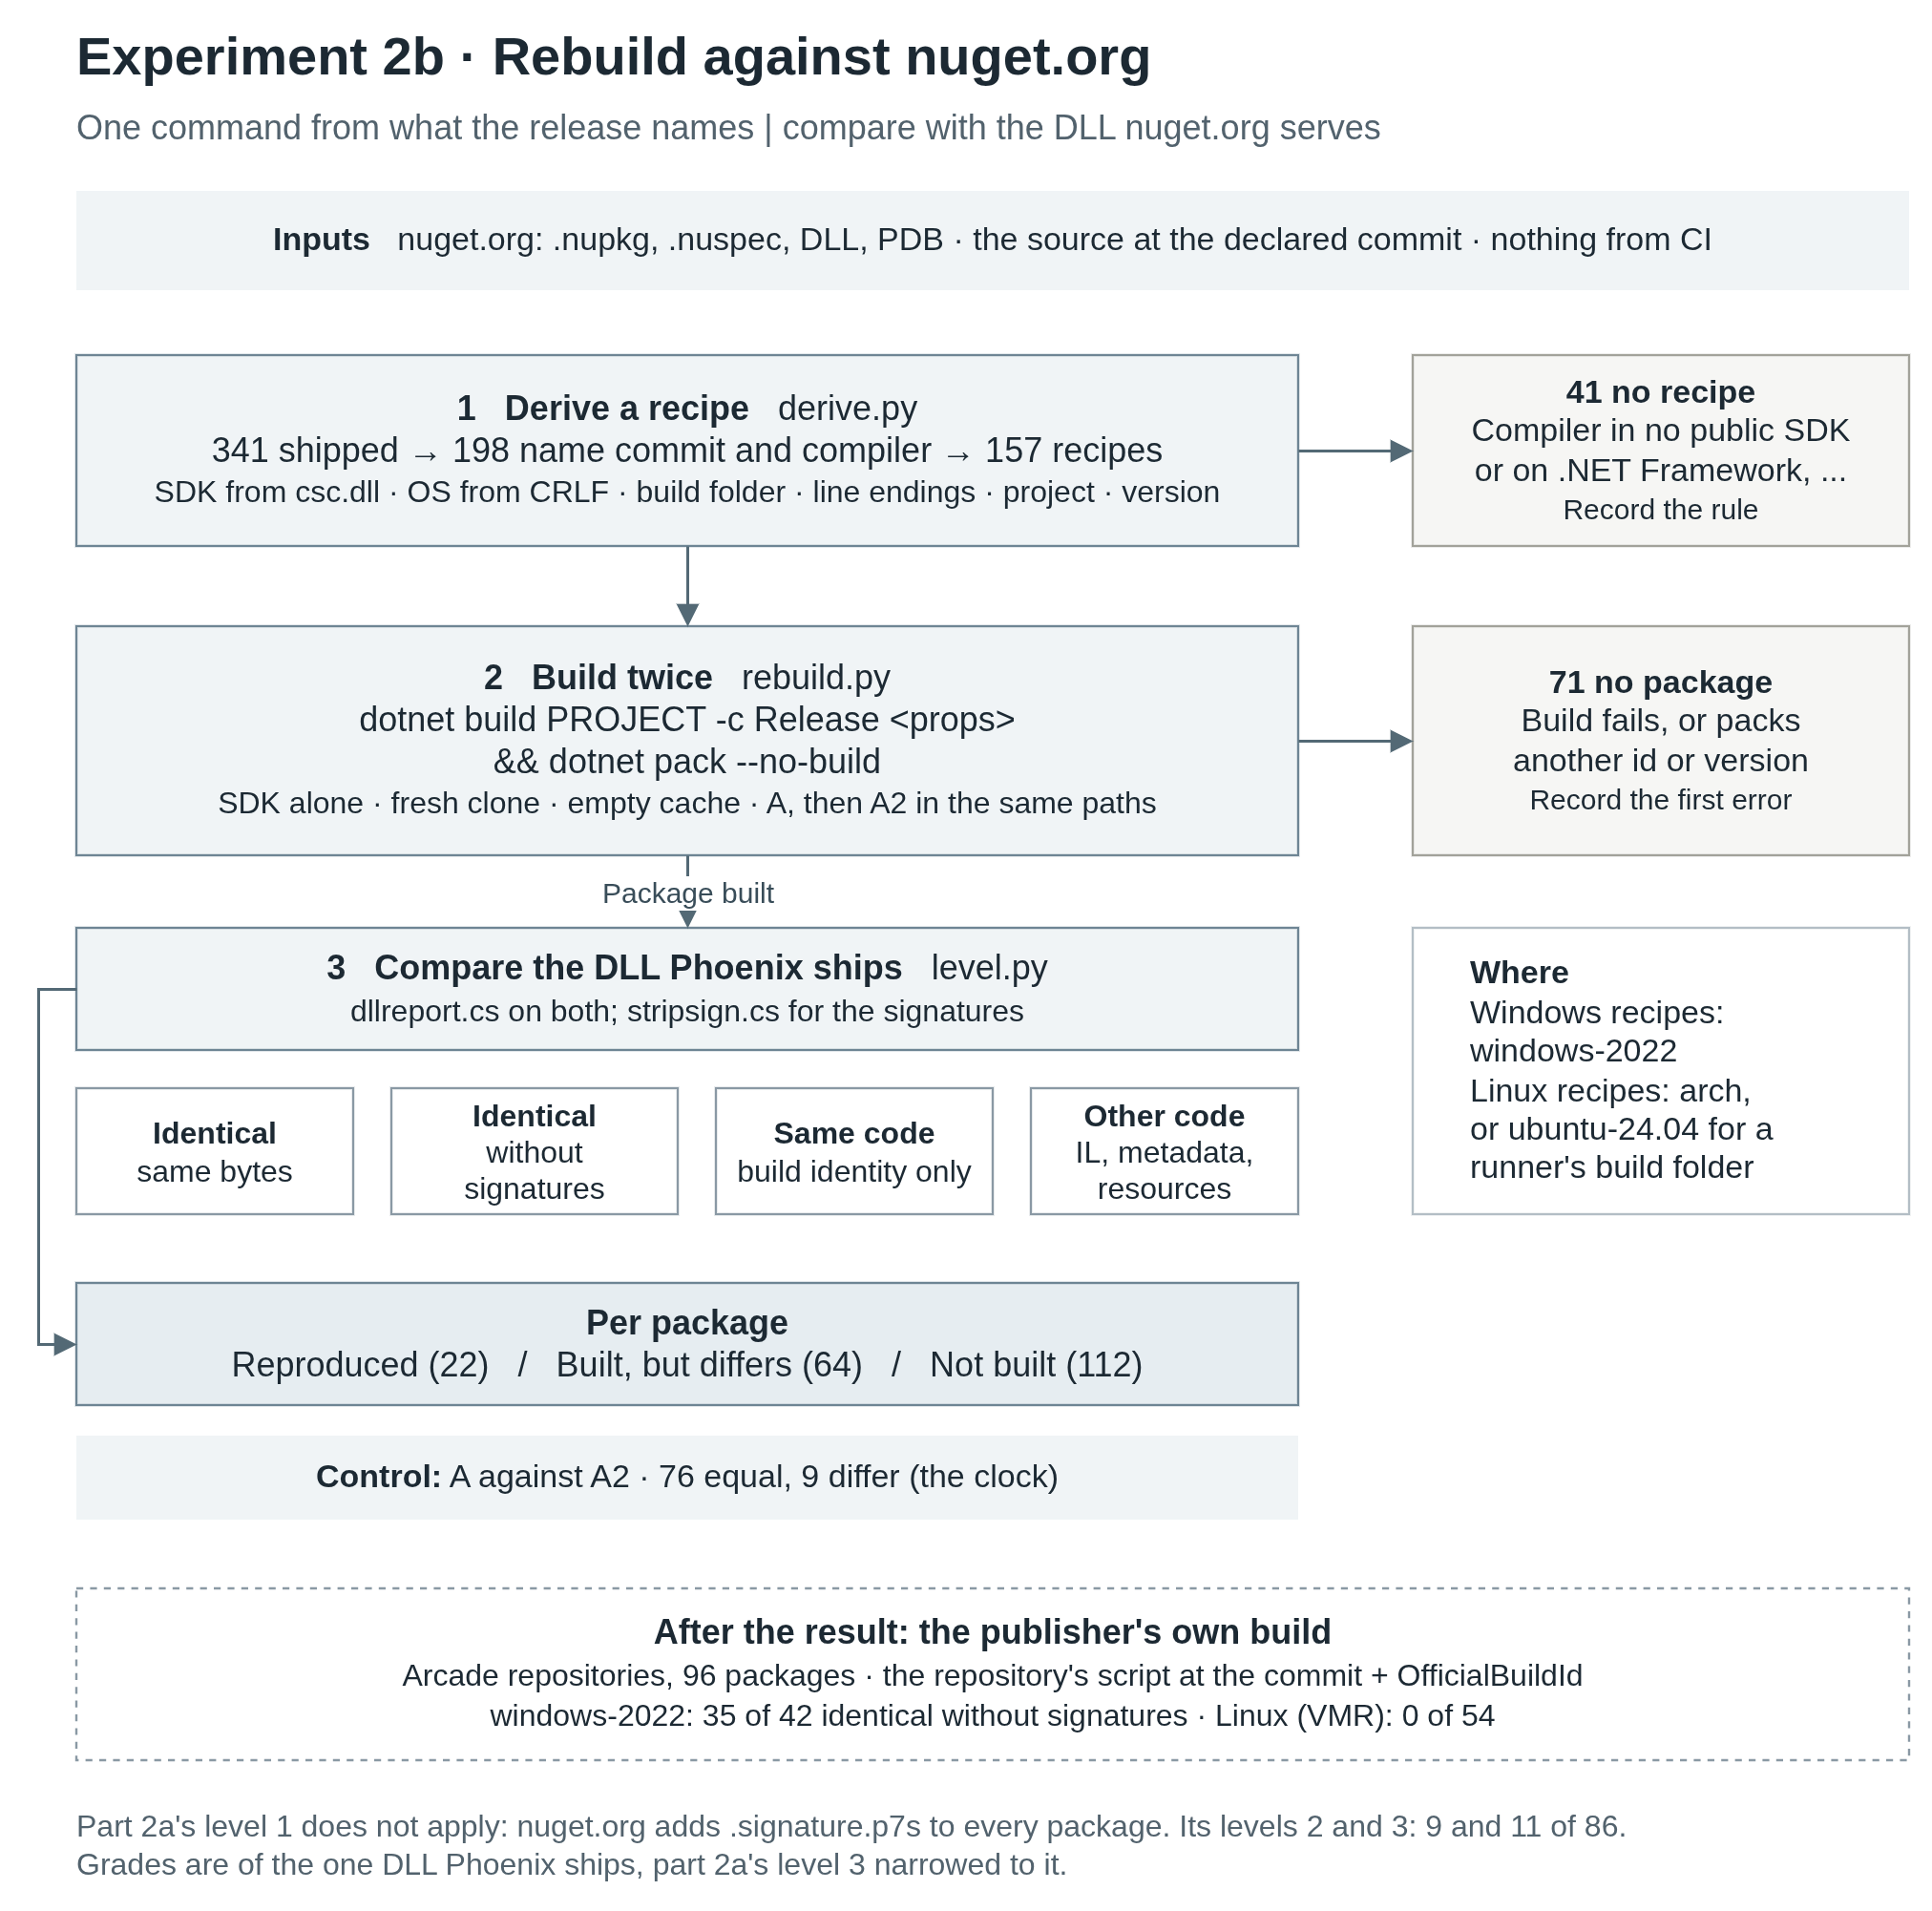 Experiment 2b · Rebuild against nuget.org
One command from what the release names | compare with the DLL nuget.org serves
Inputs nuget.org: .nupkg, .nuspec, DLL, PDB · the source at the declared commit · nothing from CI
1 Derive a recipe derive.py
341 shipped → 198 name commit and compiler → 157 recipes
SDK from csc.dll · OS from CRLF · build folder · line endings · project · version
41 no recipe
Compiler in no public SDK
or on .NET Framework, ...
Record the rule
2 Build twice rebuild.py
dotnet build PROJECT -c Release <props>
&& dotnet pack --no-build
SDK alone · fresh clone · empty cache · A, then A2 in the same paths
71 no package
Build fails, or packs
another id or version
Record the first error
Package built
3 Compare the DLL Phoenix ships level.py
dllreport.cs on both; stripsign.cs for the signatures
Identical
same bytes
Identical
without
signatures
Same code
build identity only
Other code
IL, metadata,
resources
Where
Windows recipes:
windows-2022
Linux recipes: arch,
or ubuntu-24.04 for a
runner's build folder
Per package
Reproduced (22) / Built, but differs (64) / Not built (112)
Control: A against A2 · 76 equal, 9 differ (the clock)
After the result: the publisher's own build
Arcade repositories, 96 packages · the repository's script at the commit + OfficialBuildId
windows-2022: 35 of 42 identical without signatures · Linux (VMR): 0 of 54
Part 2a's level 1 does not apply: nuget.org adds .signature.p7s to every package. Its levels 2 and 3: 9 and 11 of 86.
Grades are of the one DLL Phoenix ships, part 2a's level 3 narrowed to it.